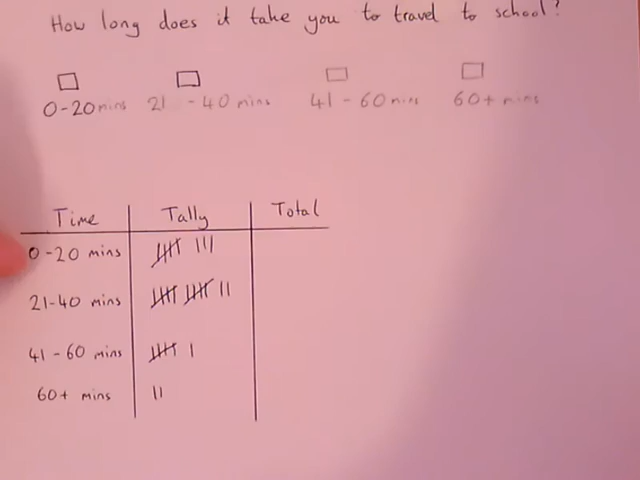 How long does it take you to travel to school?
0-20 mins 21 - 40 mins 41 - 60 mins 60+ mins
Time Tally Total
0-20 mins
21-40 mins
41 - 60 mins
60+ mins